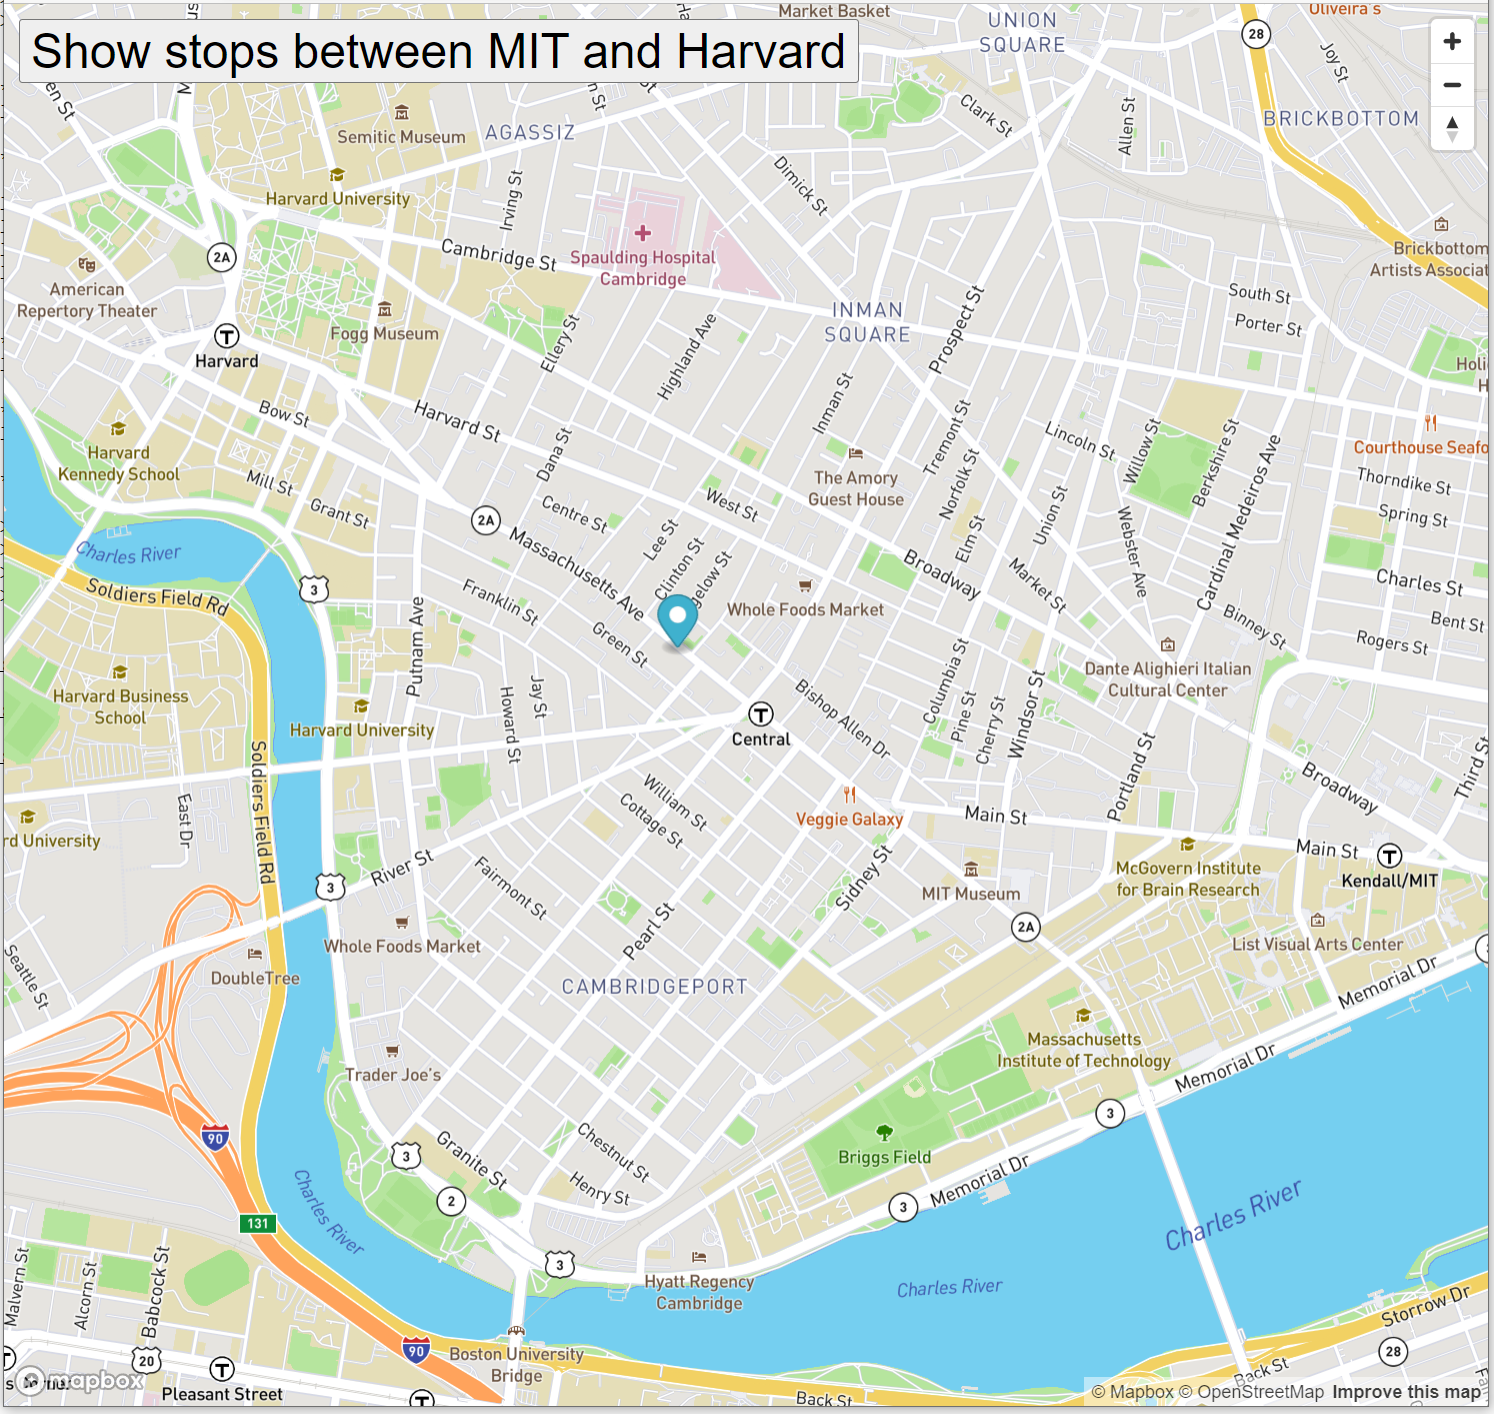 Market Basket
UNION
SQUARE
Oliveira's
28
Joy St
Show stops between MIT and Harvard
BRICKBOTTOM
Clark St
Allen St
Semitic Museum
AGASSIZ
Dimick St
Harvard University
Irving St
2A
Cambridge St
Spaulding Hospital
Cambridge
Brickbottom
American
Repertory Theater
South St
Porter St
INMAN
SQUARE
Prospect St
Fogg Museum
Harvard
Ellery St
Highland Ave
Inman St
Bow St
Harvard St
Dana St
Tremont St
Lincoln St
Willow St
Berkshire St
Cardinal Medeiros Ave
Harvard
Kennedy School
Mill St
Grant St
The Amory
Guest House
Norfolk St
Thorndike St
Spring St
2A
Centre St
West St
Elm St
Union St
Webster Ave
Massachusetts Ave
Lee St
Clinton St
Charles River
Soldiers Field Rd
3
Franklin St
Green St
Whole Foods Market
Broadway
Market St
Charles St
Binney St
Bent St
Rogers St
Putnam Ave
Harvard Business
School
Harvard University
Jay St
Howard St
Central
Bishop Allen Dr
Columbia St
Pine St
Cherry St
Windsor St
Dante Alighieri Italian
Cultural Center
Portland St
Broadway
Soldiers Field Rd
East Dr
William St
Cottage St
Veggie Galaxy
Main St
Main St
Kendall/MIT
River St
Fairmont St
Sidney St
MIT Museum
McGovern Institute
for Brain Research
3
Whole Foods Market
Pearl St
2A
List Visual Arts Center
Seattle St
DoubleTree
CAMBRIDGEPORT
Memorial Dr
Massachusetts
Institute of Technology
Memorial Dr
Trader Joe's
3
90
3
Granite St
Chestnut St
Henry St
Briggs Field
Memorial Dr
2
3
131
Charles River
3
Hyatt Regency
Cambridge
Charles River
Charles River
Malvern St
Alcorn St
Babcock St
Storrow Dr
90
Boston University
Bridge
20
Pleasant Street
28
Back St
Back St
mapbox
© Mapbox © OpenStreetMap Improve this map